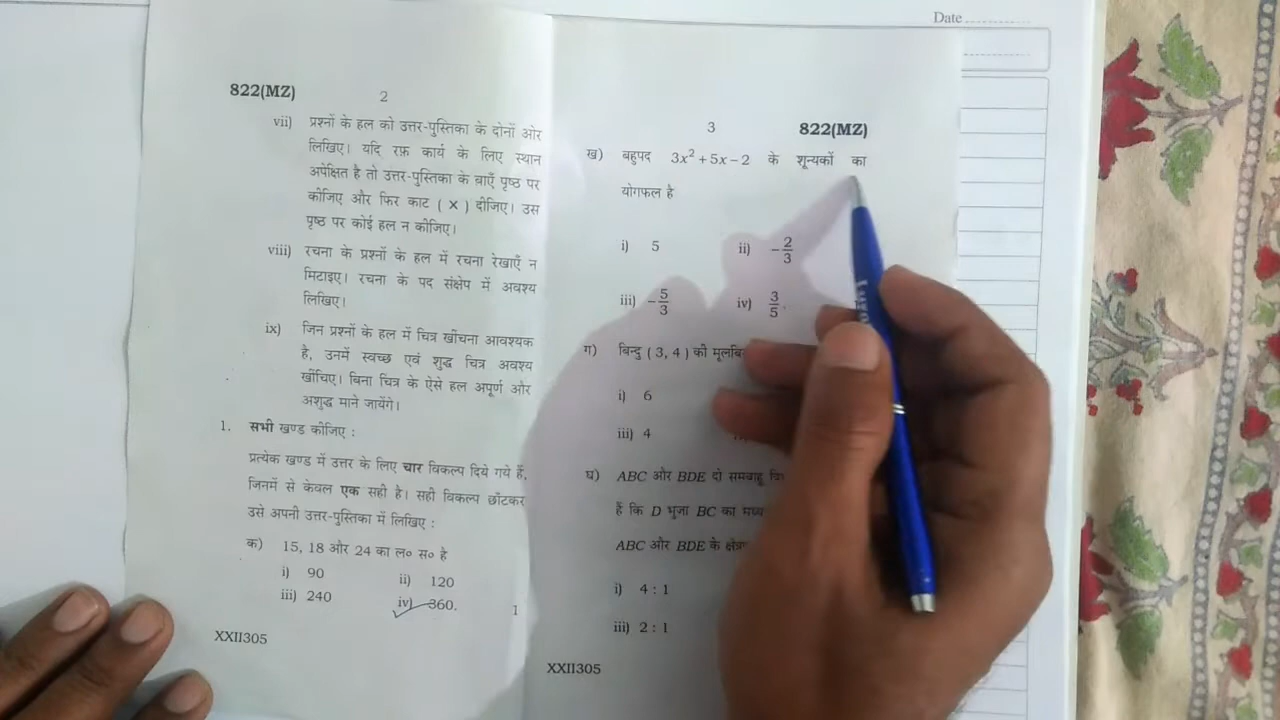 Date
822(MZ)
2
vii) प्रश्नों के हल को उत्तर-पुस्तिका के दोनों ओर
लिखिए। यदि रफ़ कार्य के लिए स्थान
अपेक्षित है तो उत्तर-पुस्तिका के बाएँ पृष्ठ पर
कीजिए और फिर काट ( × ) दीजिए। उस
पृष्ठ पर कोई हल न कीजिए।
viii) रचना के प्रश्नों के हल में रचना रेखाएँ न
मिटाइए। रचना के पद संक्षेप में अवश्य
लिखिए।
ix) जिन प्रश्नों के हल में चित्र खींचना आवश्यक
है, उनमें स्वच्छ एवं शुद्ध चित्र अवश्य
खींचिए। बिना चित्र के ऐसे हल अपूर्ण और
अशुद्ध माने जायेंगे।
1. सभी खण्ड कीजिए :
प्रत्येक खण्ड में उत्तर के लिए चार विकल्प दिये गये हैं,
जिनमें से केवल एक सही है। सही विकल्प छाँटकर
उसे अपनी उत्तर-पुस्तिका में लिखिए :
क) 15, 18 और 24 का ल० स० है
i) 90 ii) 120
iii) 240 iv) 360. 1
XXII305
3 822(MZ)
ख) बहुपद 3x² + 5x – 2 के शून्यकों का
योगफल है
i) 5 ii) –2/3
iii) –5/3 iv) 3/5
ग) बिन्दु ( 3, 4 ) की
i) 6
iii) 4
घ) ABC और BDE दो समबाहु
हैं कि D भुजा BC का मध्य
ABC और BDE के
i) 4 : 1
iii) 2 : 1
XXII305